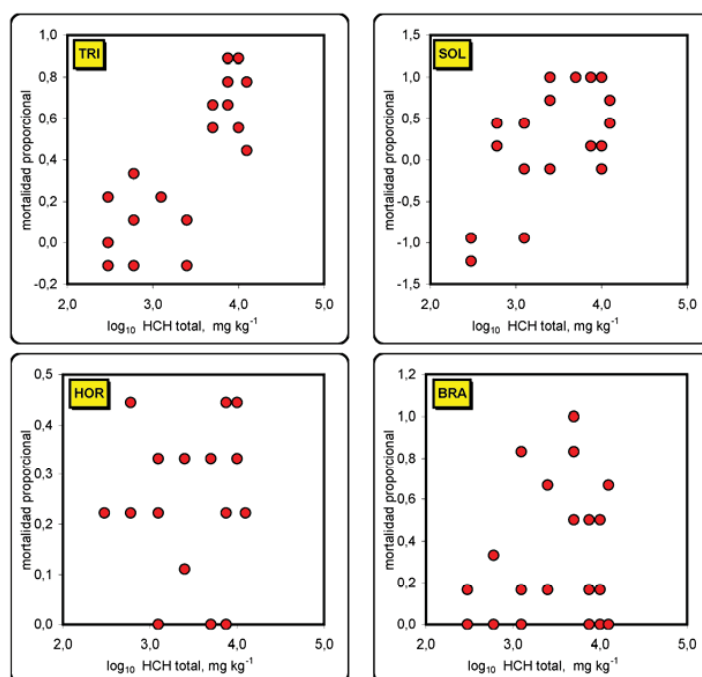 TRI
mortalidad proporcional
1,0
0,8
0,6
0,4
0,2
0,0
-0,2
2,0 3,0 4,0 5,0
log₁₀ HCH total, mg kg⁻¹
SOL
mortalidad proporcional
1,5
1,0
0,5
0,0
-0,5
-1,0
-1,5
2,0 3,0 4,0 5,0
log₁₀ HCH total, mg kg⁻¹
HOR
mortalidad proporcional
0,5
0,4
0,3
0,2
0,1
0,0
2,0 3,0 4,0 5,0
log₁₀ HCH total, mg kg⁻¹
BRA
mortalidad proporcional
1,2
1,0
0,8
0,6
0,4
0,2
0,0
2,0 3,0 4,0 5,0
log₁₀ HCH total, mg kg⁻¹